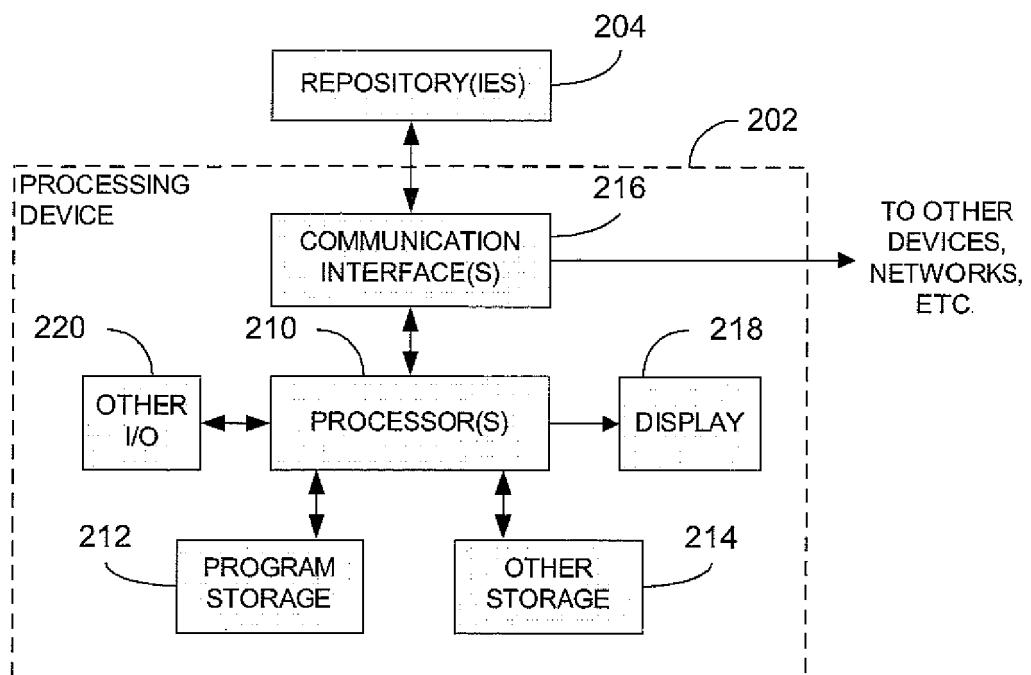 204
REPOSITORY(IES)
202
PROCESSING
DEVICE
216
COMMUNICATION
INTERFACE(S)
TO OTHER
DEVICES,
NETWORKS,
ETC.
220
210
218
OTHER
I/O
PROCESSOR(S)
DISPLAY
212
PROGRAM
STORAGE
OTHER
STORAGE
214